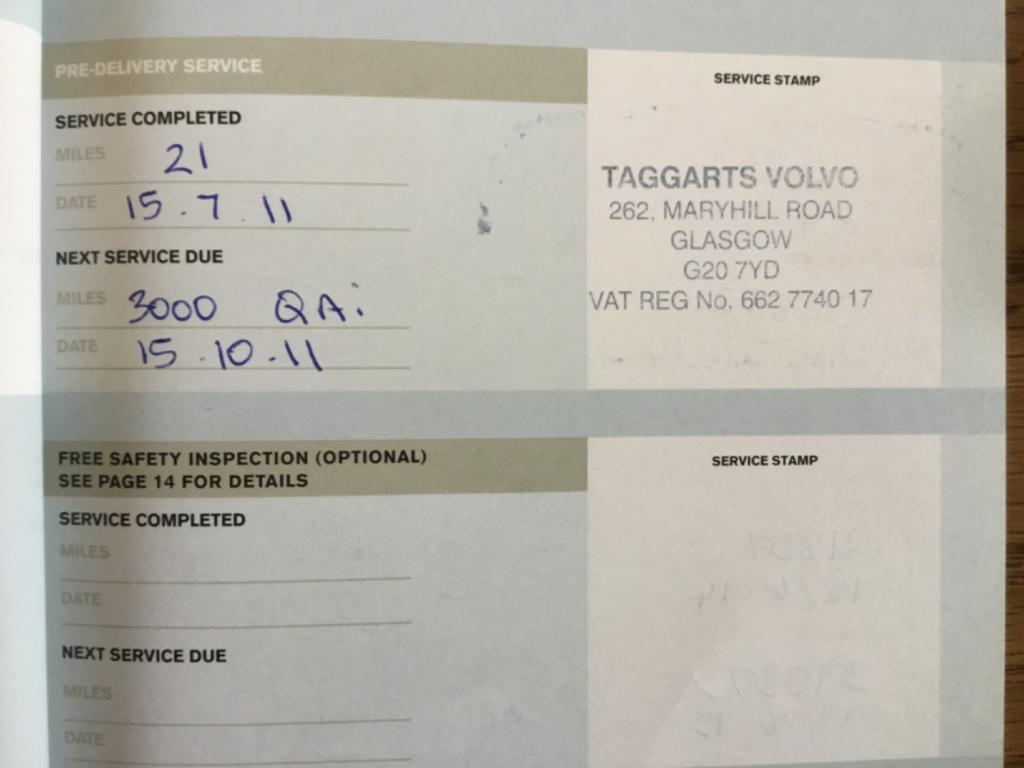 PRE-DELIVERY SERVICE
SERVICE STAMP
SERVICE COMPLETED
MILES 21
DATE 15.7.11
NEXT SERVICE DUE
MILES 3000 QAi
DATE 15.10.11
TAGGARTS VOLVO
262, MARYHILL ROAD
GLASGOW
G20 7YD
VAT REG No. 662 7740 17
FREE SAFETY INSPECTION (OPTIONAL)
SEE PAGE 14 FOR DETAILS
SERVICE STAMP
SERVICE COMPLETED
MILES
DATE
NEXT SERVICE DUE
MILES
DATE